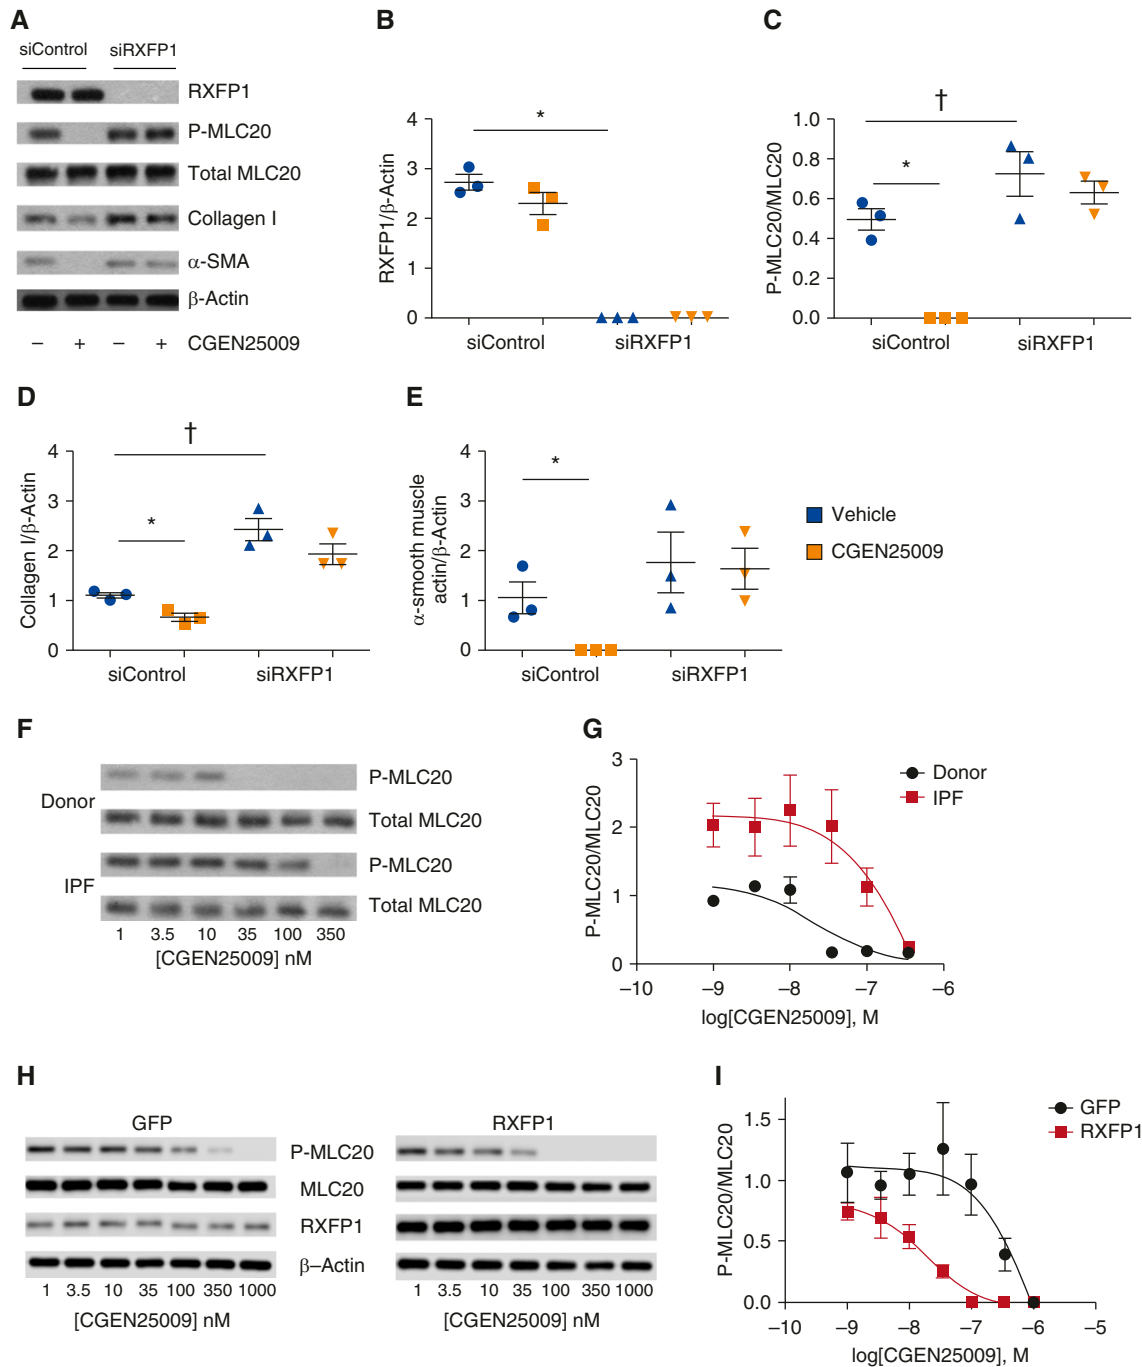 A
siControl siRXFP1
RXFP1
P-MLC20
Total MLC20
Collagen I
α-SMA
β-Actin
– + – + CGEN25009
B
RXFP1/β-Actin
4
3
2
1
0
*
siControl siRXFP1
C
P-MLC20/MLC20
1.0
0.8
0.6
0.4
0.2
0.0
†
*
siControl siRXFP1
D
Collagen I/β-Actin
4
3
2
1
0
†
*
siControl siRXFP1
E
α-smooth muscle
actin/β-Actin
4
3
2
1
0
*
siControl siRXFP1
Vehicle
CGEN25009
F
Donor
P-MLC20
Total MLC20
IPF
P-MLC20
Total MLC20
1 3.5 10 35 100 350
[CGEN25009] nM
G
P-MLC20/MLC20
3
2
1
0
–10 –9 –8 –7 –6
log[CGEN25009], M
Donor
IPF
H
GFP RXFP1
P-MLC20
MLC20
RXFP1
β–Actin
1 3.5 10 35 100 350 1000
[CGEN25009] nM
1 3.5 10 35 100 350 1000
[CGEN25009] nM
I
P-MLC20/MLC20
1.5
1.0
0.5
0.0
–10 –9 –8 –7 –6 –5
log[CGEN25009], M
GFP
RXFP1